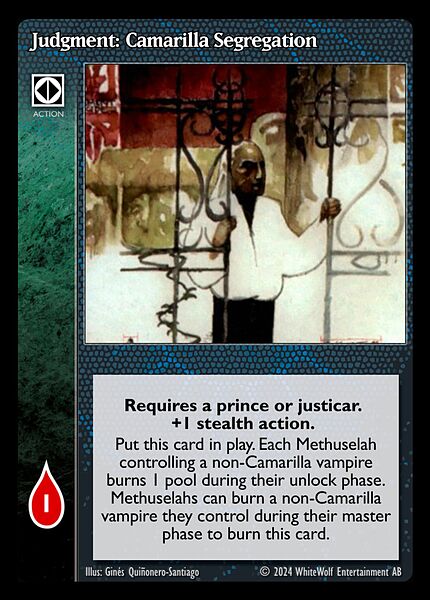 Judgment: Camarilla Segregation
ACTION
Requires a prince or justicar.
+1 stealth action.
Put this card in play. Each Methuselah
controlling a non-Camarilla vampire
burns 1 pool during their unlock phase.
Methuselahs can burn a non-Camarilla
vampire they control during their master
phase to burn this card.
1
Illus: Ginés Quiñonero-Santiago
© 2024 WhiteWolf Entertainment AB